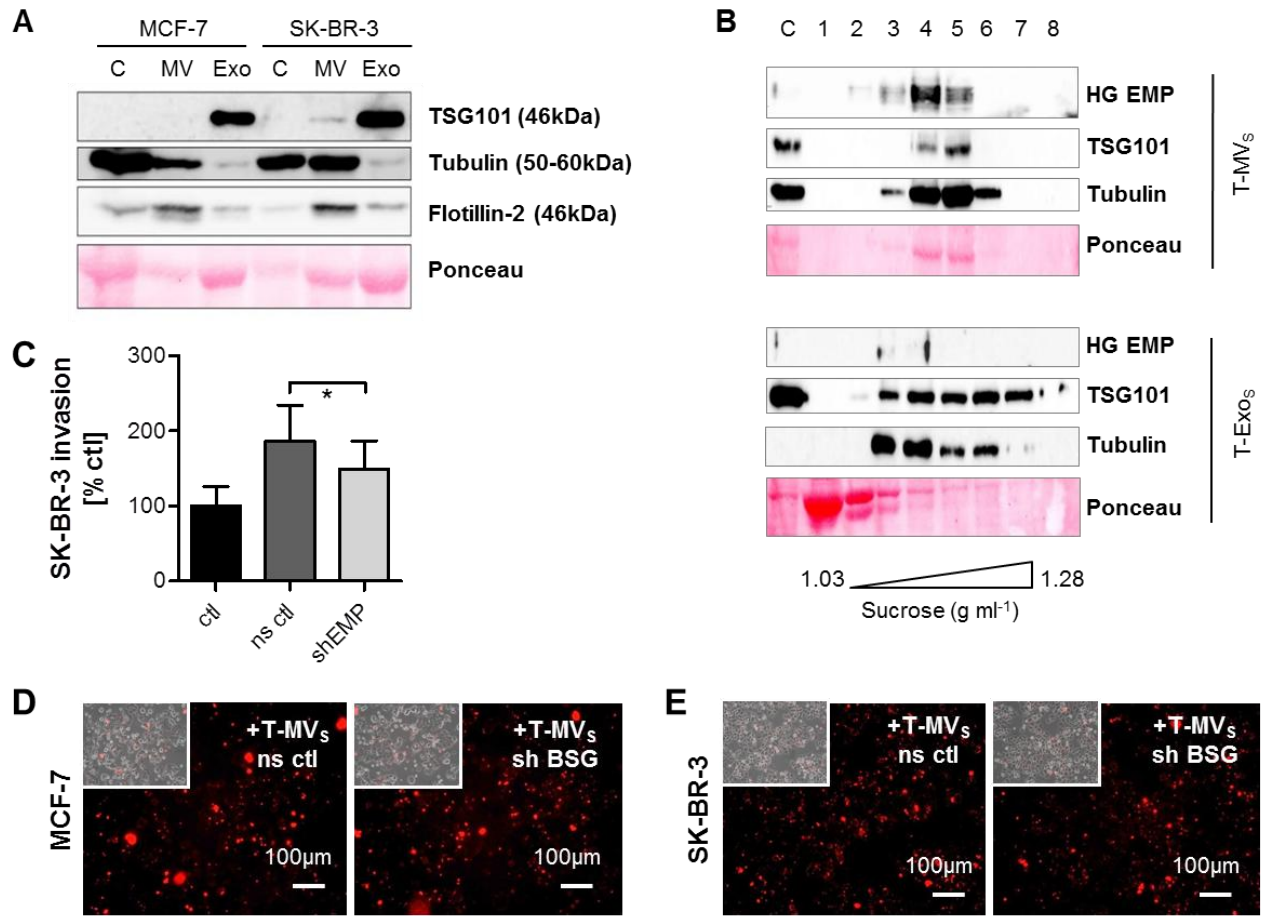 A
MCF-7 SK-BR-3
C MV Exo C MV Exo
TSG101 (46kDa)
Tubulin (50-60kDa)
Flotillin-2 (46kDa)
Ponceau
B
C 1 2 3 4 5 6 7 8
HG EMP
TSG101
Tubulin
Ponceau
T-MVS
HG EMP
TSG101
Tubulin
Ponceau
T-ExoS
1.03 1.28
Sucrose (g ml-1)
C
SK-BR-3 invasion
[% ctl]
300
200
100
0
*
ctl
ns ctl
shEMP
D
MCF-7
+T-MVS
ns ctl
100µm
+T-MVS
sh BSG
100µm
E
SK-BR-3
+T-MVS
ns ctl
100µm
+T-MVS
sh BSG
100µm